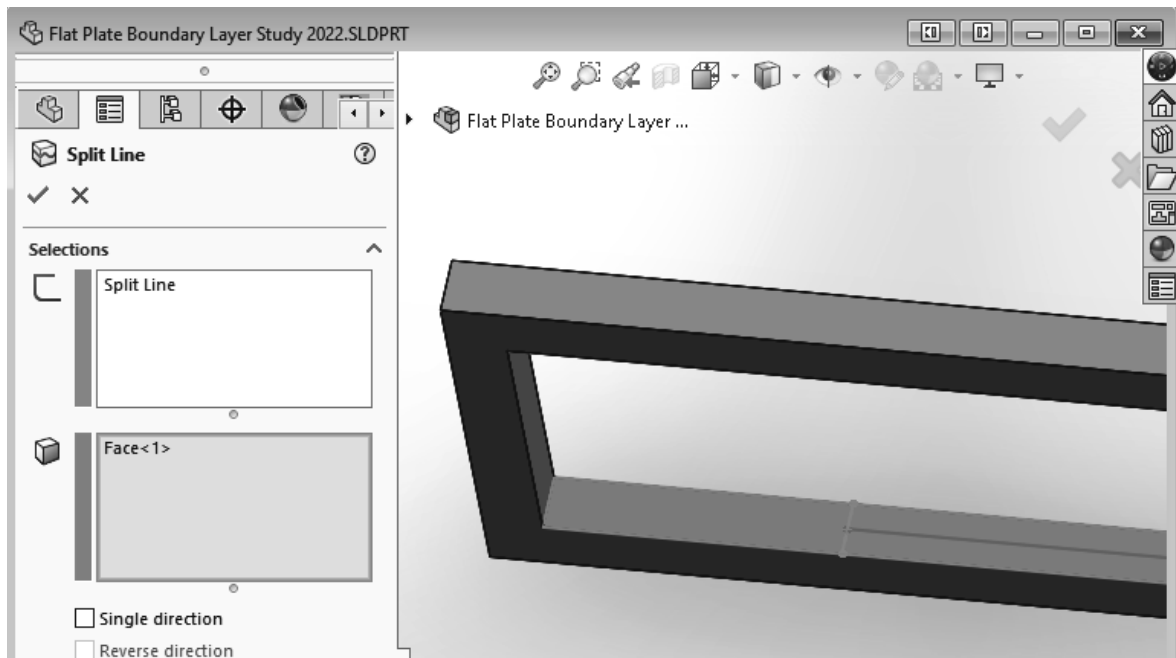 Flat Plate Boundary Layer Study 2022.SLDPRT
Flat Plate Boundary Layer ...
Split Line
Selections
Split Line
Face<1>
Single direction
Reverse direction